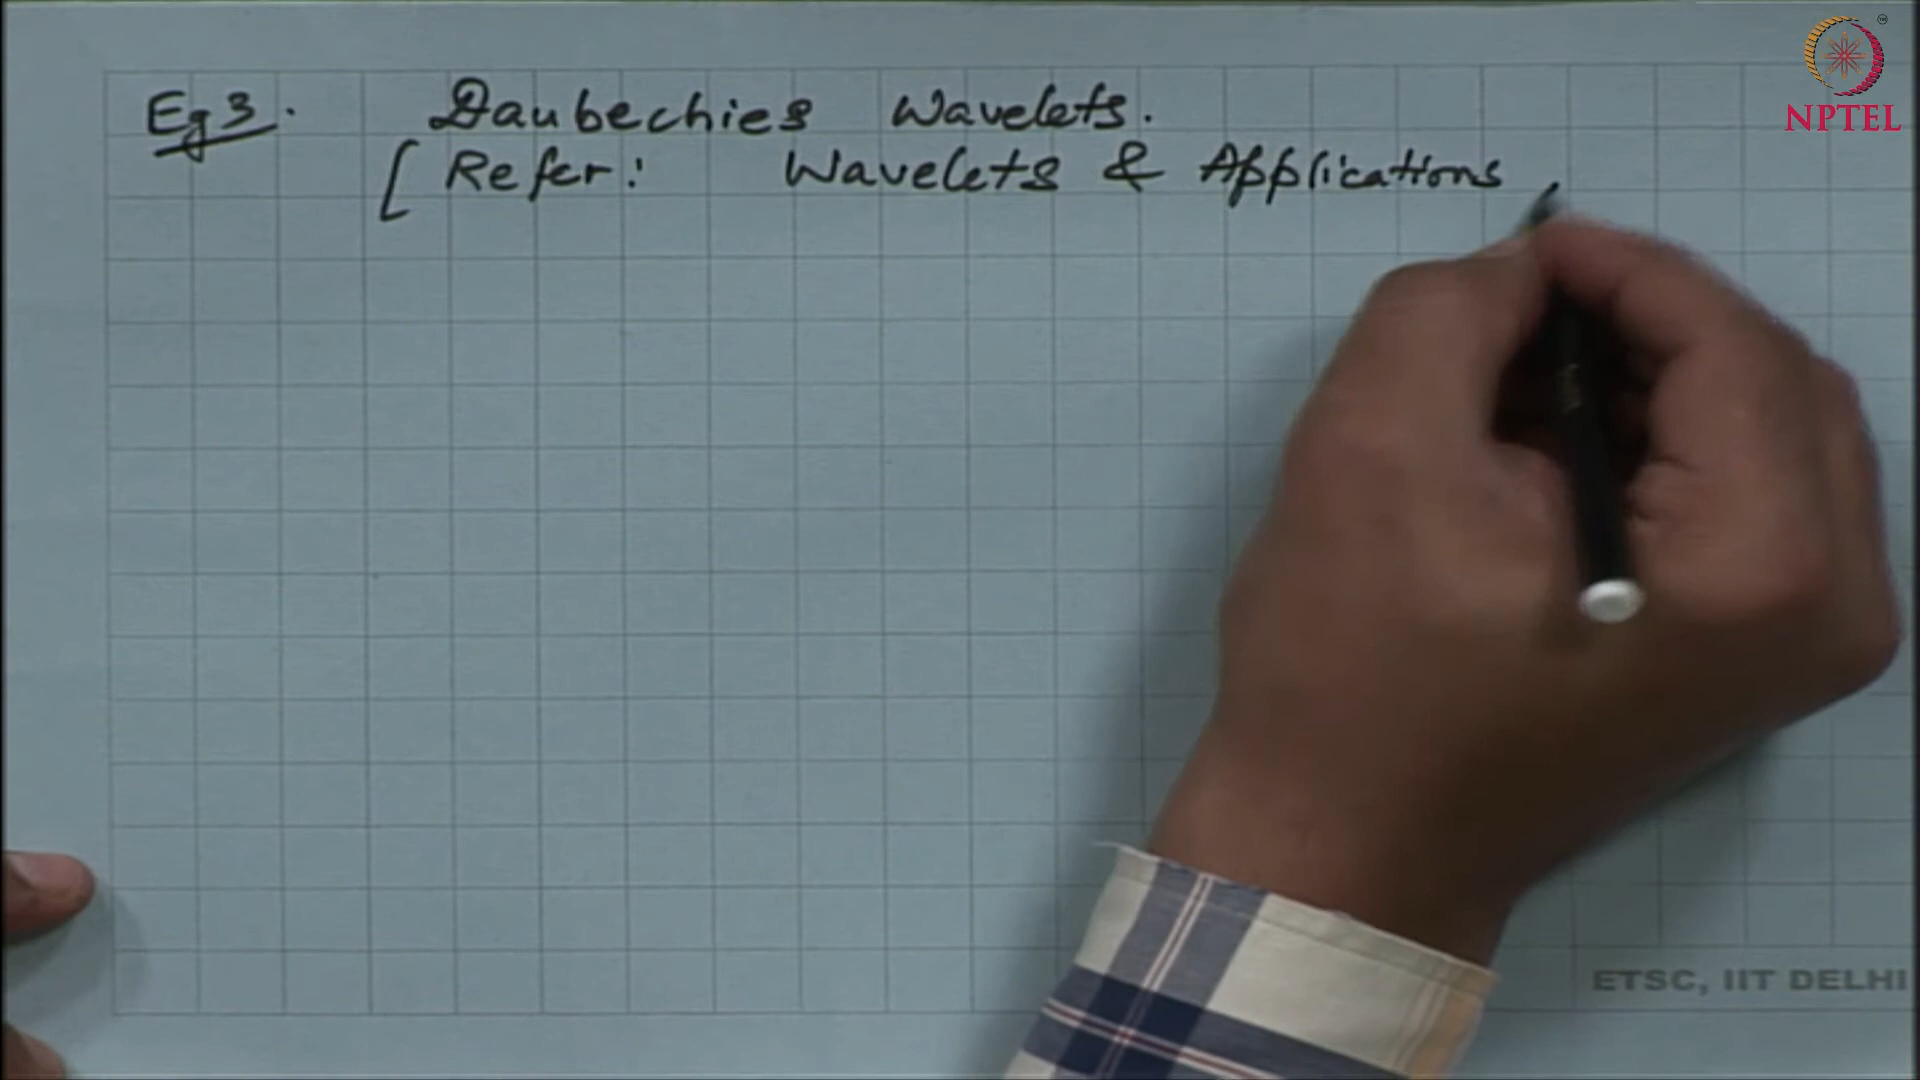 Eg 3. Daubechies Wavelets.
[ Refer: Wavelets & Applications,
NPTEL
ETSC, IIT DELHI